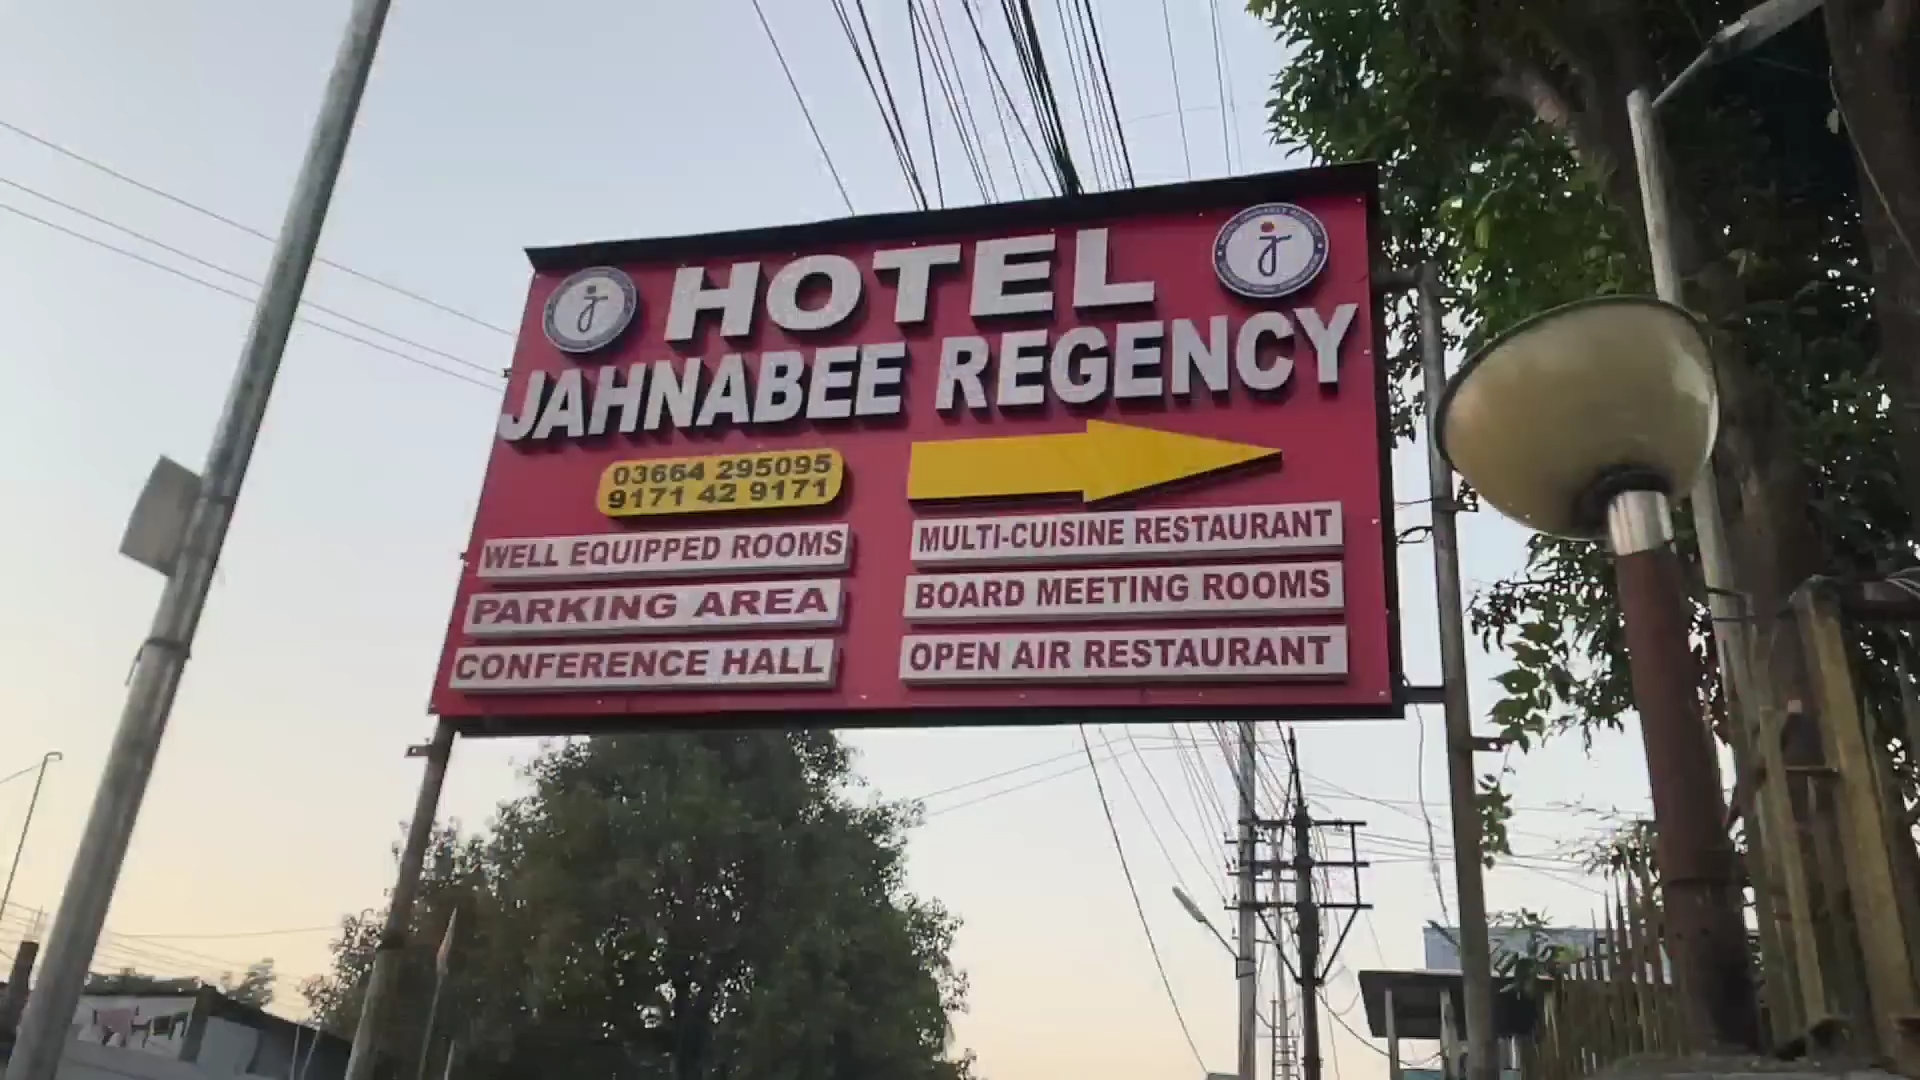 HOTEL
JAHNABEE REGENCY
03664 295095
9171 42 9171
WELL EQUIPPED ROOMS
PARKING AREA
CONFERENCE HALL
MULTI-CUISINE RESTAURANT
BOARD MEETING ROOMS
OPEN AIR RESTAURANT